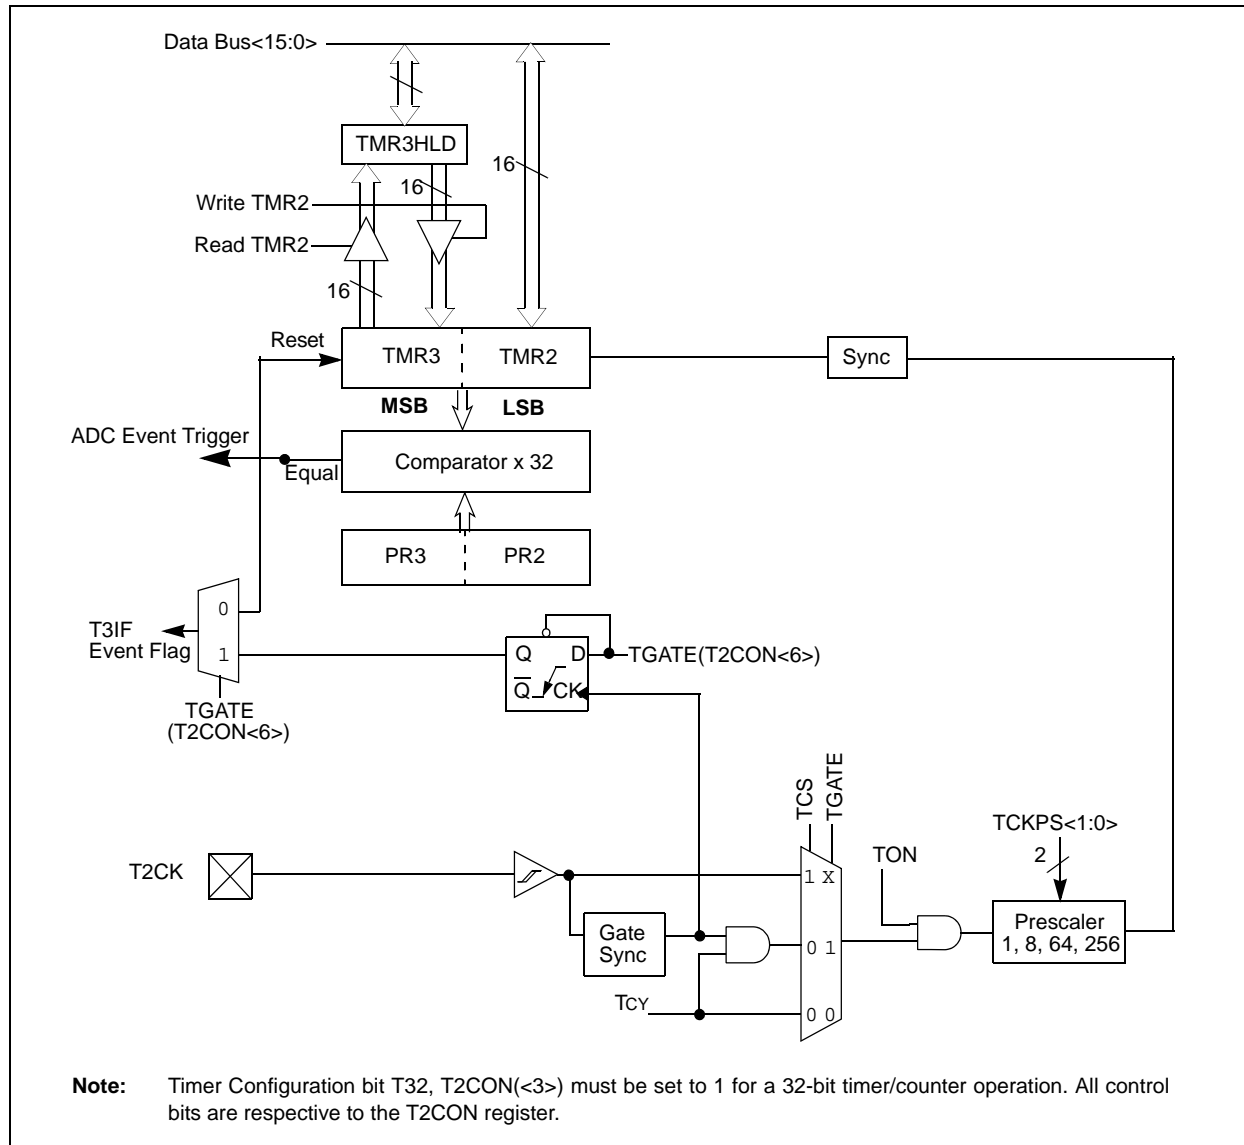 Data Bus<15:0>
TMR3HLD
16
16
Write TMR2
Read TMR2
16
Reset
TMR3
TMR2
Sync
MSB
LSB
ADC Event Trigger
Equal
Comparator x 32
PR3
PR2
0
T3IF
Event Flag
1
Q
D
TGATE(T2CON<6>)
Q
CK
TGATE
(T2CON<6>)
TCS
TGATE
TCKPS<1:0>
2
TON
T2CK
1 X
Prescaler
1, 8, 64, 256
Gate
Sync
0 1
TCY
0 0
Note: Timer Configuration bit T32, T2CON(<3>) must be set to 1 for a 32-bit timer/counter operation. All control
bits are respective to the T2CON register.